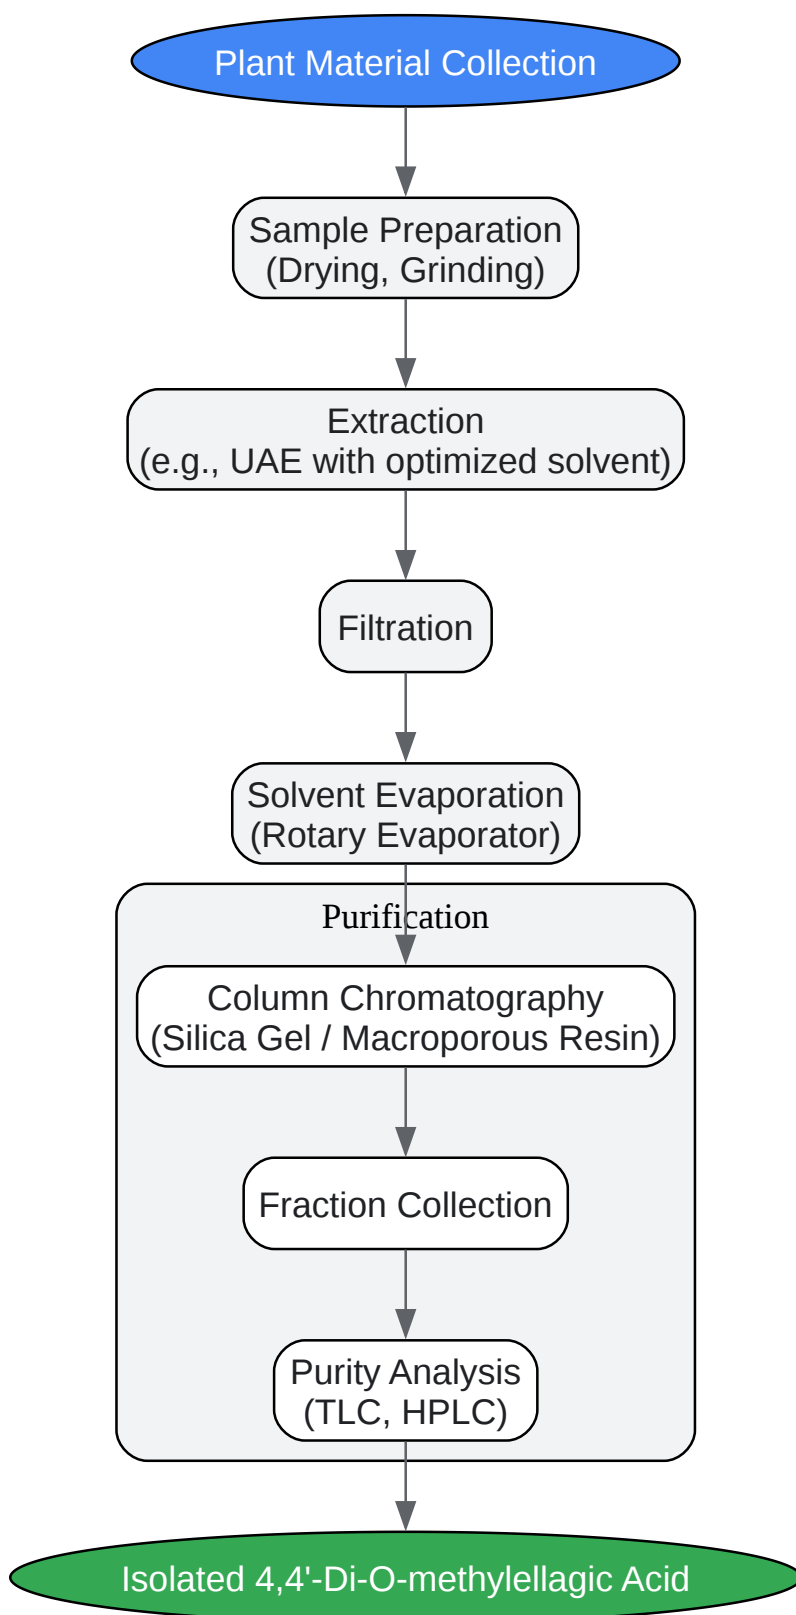 Plant Material Collection
Sample Preparation
(Drying, Grinding)
Extraction
(e.g., UAE with optimized solvent)
Filtration
Solvent Evaporation
(Rotary Evaporator)
Purification
Column Chromatography
(Silica Gel / Macroporous Resin)
Fraction Collection
Purity Analysis
(TLC, HPLC)
Isolated 4,4'-Di-O-methylellagic Acid